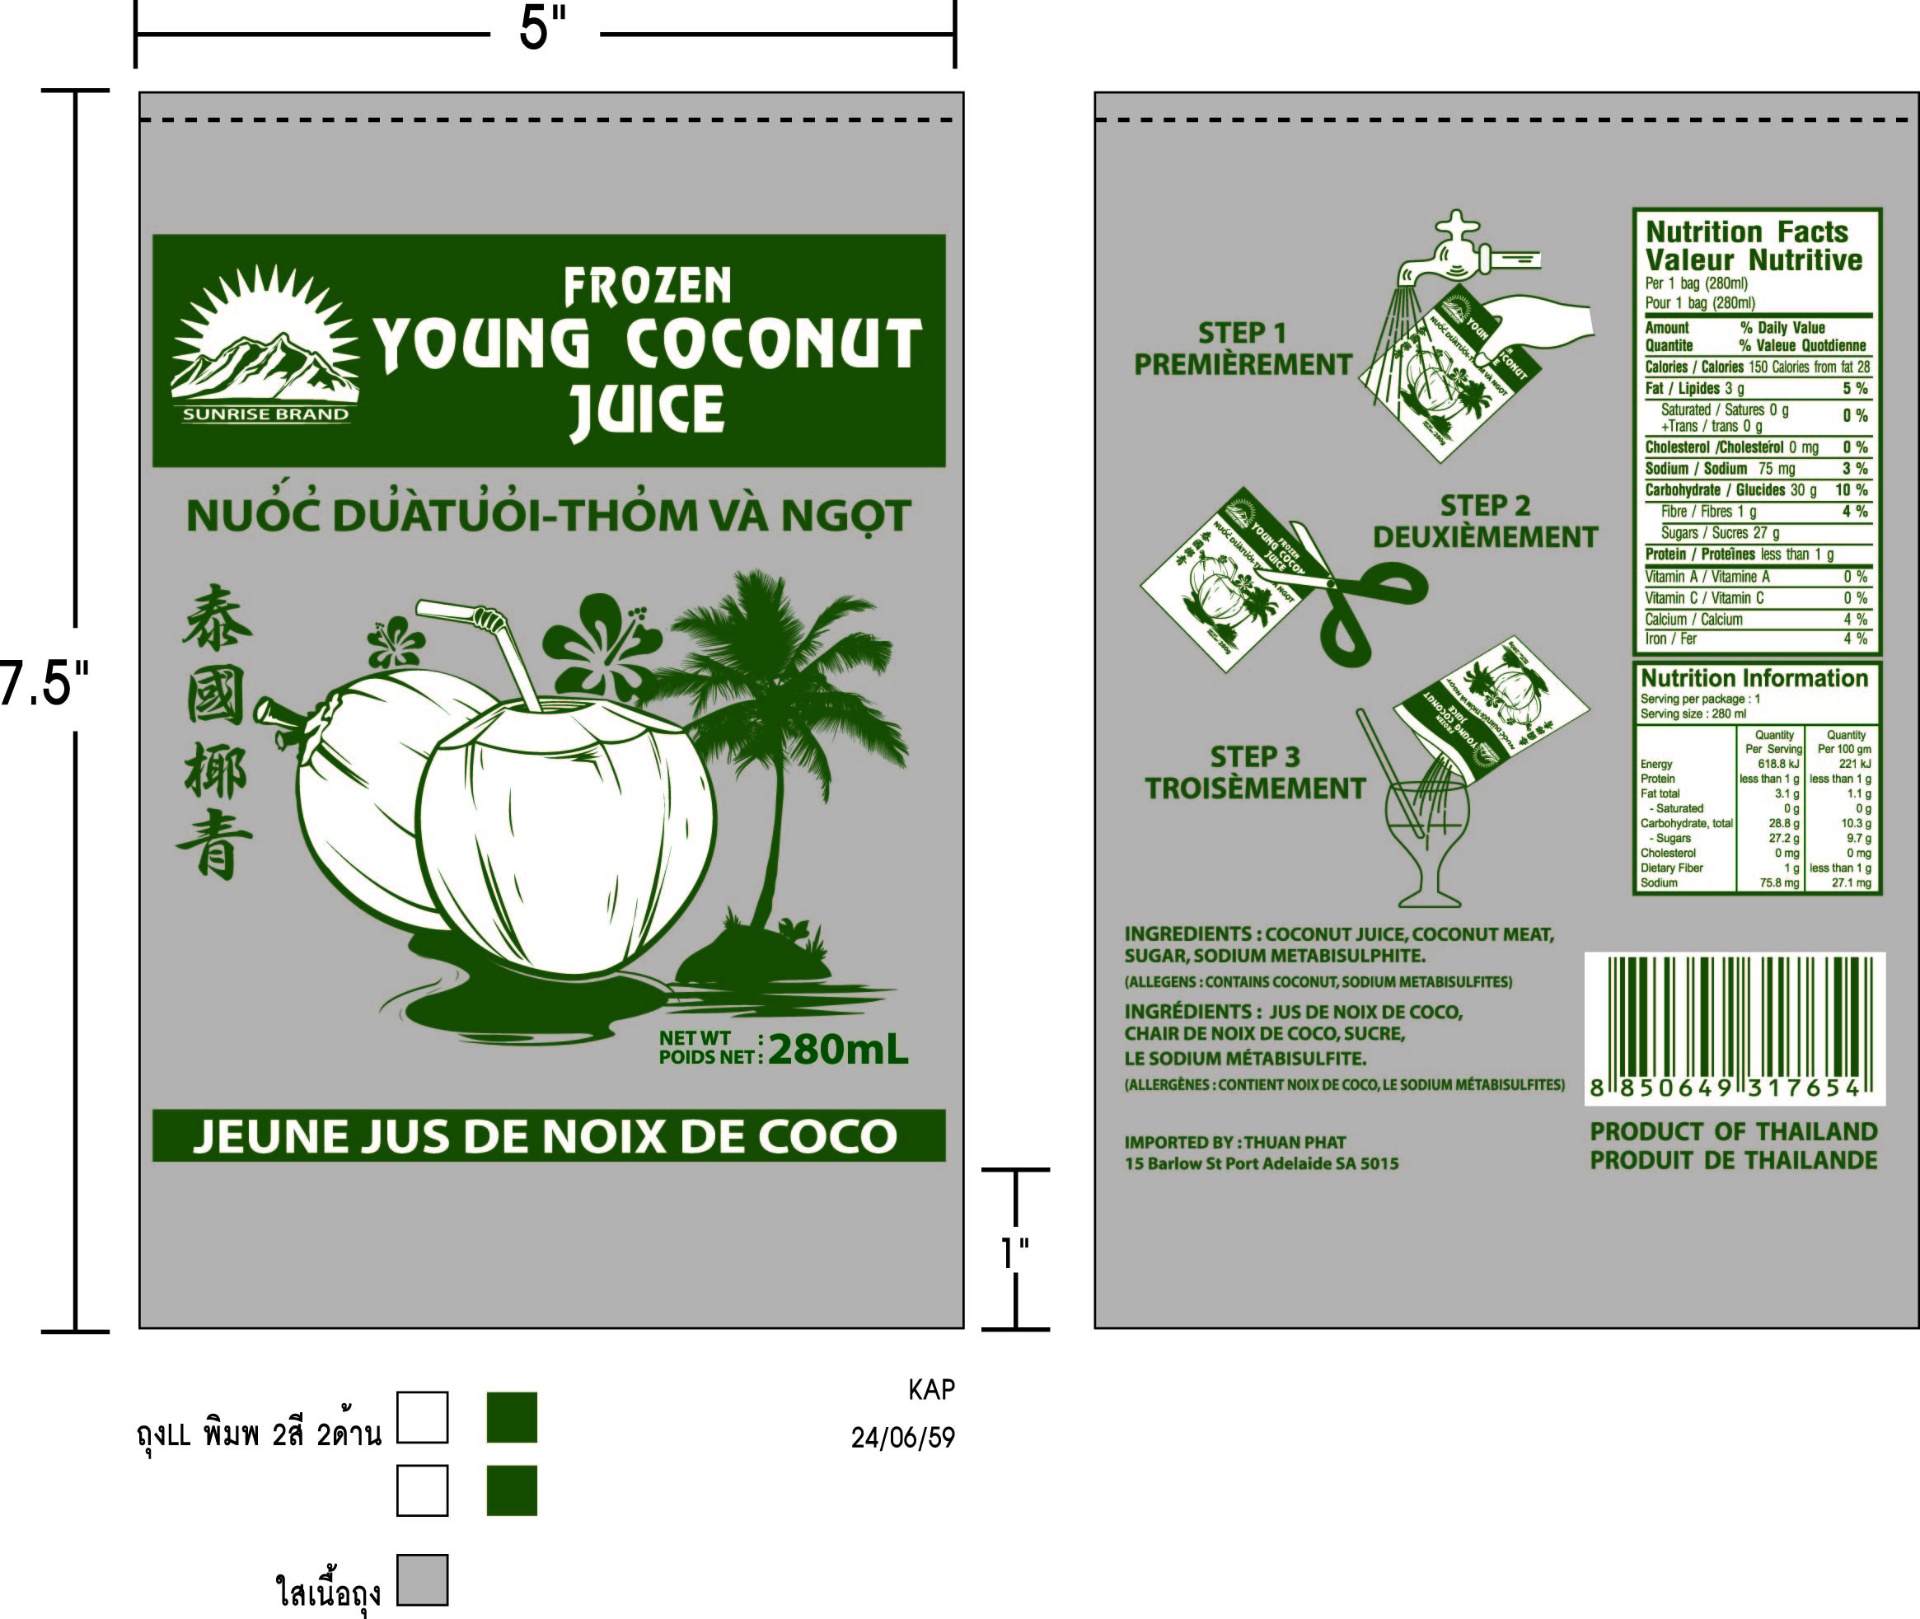 5"
7.5"
SUNRISE BRAND
FROZEN
YOUNG COCONUT
JUICE
NUỐC DỦÀTỦỎI-THỎM VÀ NGỌT
泰
國
椰
青
NET WT :
POIDS NET : 280mL
JEUNE JUS DE NOIX DE COCO
1"
STEP 1
PREMIÈREMENT
STEP 2
DEUXIÈMEMENT
STEP 3
TROISÈMEMENT
Nutrition Facts
Valeur Nutritive
Per 1 bag (280ml)
Pour 1 bag (280ml)
Amount % Daily Value
Quantite % Valeue Quotdienne
Calories / Calories 150 Calories from fat 28
Fat / Lipides 3 g 5 %
Saturated / Satures 0 g 0 %
+Trans / trans 0 g
Cholesterol /Cholestérol 0 mg 0 %
Sodium / Sodium 75 mg 3 %
Carbohydrate / Glucides 30 g 10 %
Fibre / Fibres 1 g 4 %
Sugars / Sucres 27 g
Protein / Proteînes less than 1 g
Vitamin A / Vitamine A 0 %
Vitamin C / Vitamin C 0 %
Calcium / Calcium 4 %
Iron / Fer 4 %
Nutrition Information
Serving per package : 1
Serving size : 280 ml
Quantity Quantity
Per Serving Per 100 gm
Energy 618.8 kJ 221 kJ
Protein less than 1 g less than 1 g
Fat total 3.1 g 1.1 g
- Saturated 0 g 0 g
Carbohydrate, total 28.8 g 10.3 g
- Sugars 27.2 g 9.7 g
Cholesterol 0 mg 0 mg
Dietary Fiber 1 g less than 1 g
Sodium 75.8 mg 27.1 mg
INGREDIENTS : COCONUT JUICE, COCONUT MEAT,
SUGAR, SODIUM METABISULPHITE.
(ALLEGENS : CONTAINS COCONUT, SODIUM METABISULFITES)
INGRÉDIENTS : JUS DE NOIX DE COCO,
CHAIR DE NOIX DE COCO, SUCRE,
LE SODIUM MÉTABISULFITE.
(ALLERGÈNES : CONTIENT NOIX DE COCO, LE SODIUM MÉTABISULFITES)
IMPORTED BY : THUAN PHAT
15 Barlow St Port Adelaide SA 5015
8 850649 317654
PRODUCT OF THAILAND
PRODUIT DE THAILANDE
KAP
24/06/59
ถุงLL พิมพ 2สี 2ด้าน
ใสเนื้อถุง